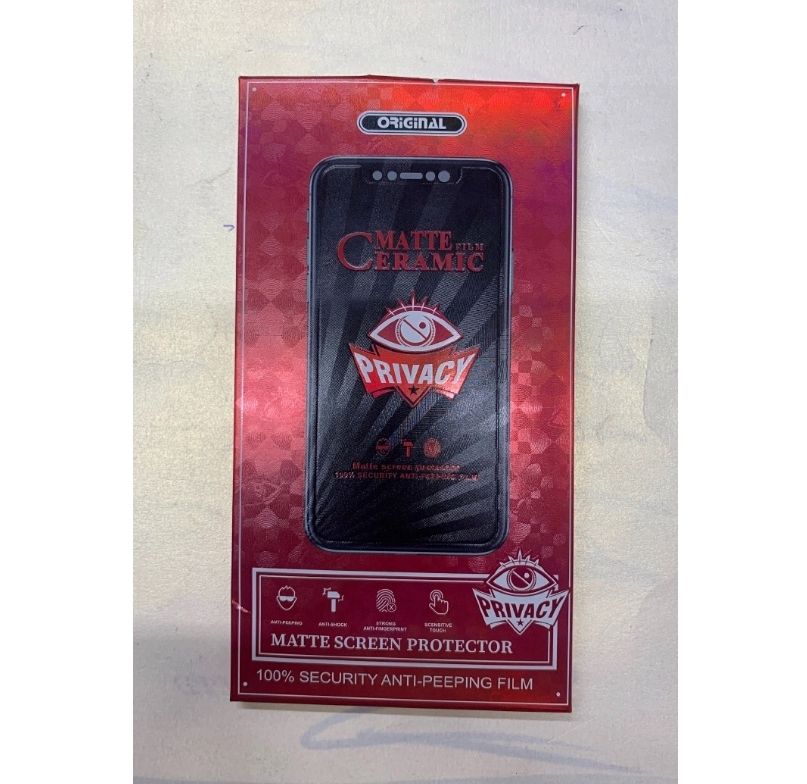 ORIGINAL
MATTE FILM
CERAMIC
PRIVACY
Matte screen protector
100% SECURITY ANTI-PEEPING FILM
PRIVACY
ANTI-PEEPING ANTI-SHOCK STRONG ANTI-FINGERPRINT SCENSITIVE TOUCH
MATTE SCREEN PROTECTOR
100% SECURITY ANTI-PEEPING FILM